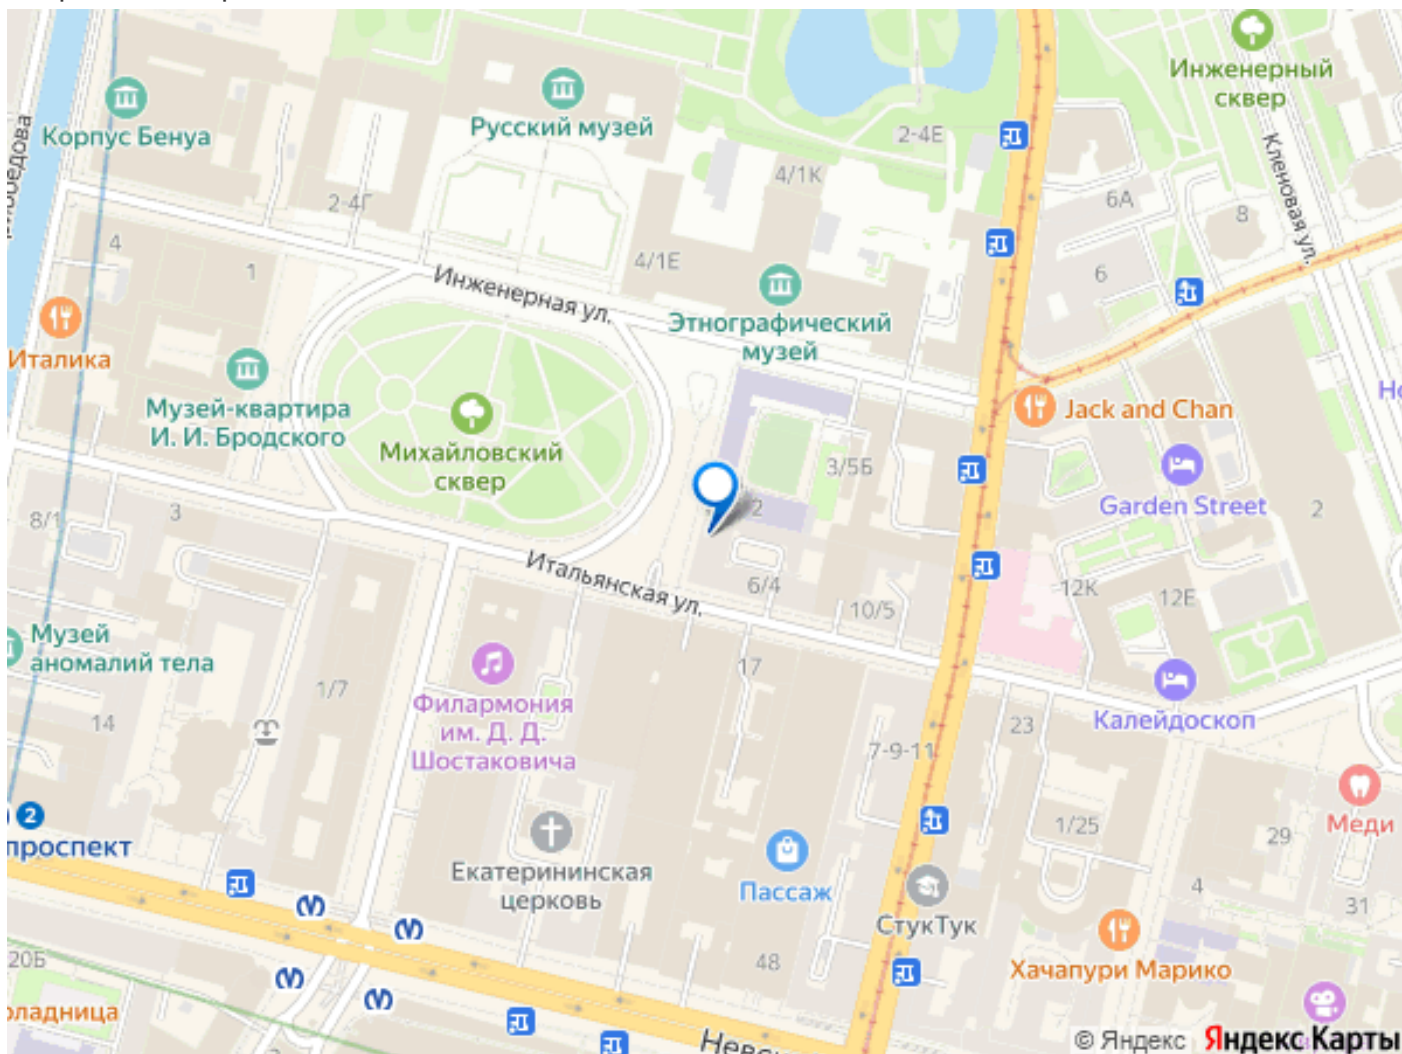 Инженерный
сквер
Корпус Бенуа
Русский музей
2-4Е
Кленовая ул.
4/1К
2-4Г
6А
8
4
1
4/1Е
6
Инженерная ул.
Италика
Этнографический
музей
Музей-квартира
И. И. Бродского
Jack and Chan
Михайловский
сквер
3/5Б
Garden Street
8/1
3
2
2
Итальянская ул.
6/4
10/5
12К
12Е
Музей
аномалий тела
17
1/7
Филармония
им. Д. Д.
Шостаковича
Калейдоскоп
14
23
7-9-11
2
проспект
1/25
29
Меди
Екатерининская
церковь
Пассаж
4
31
СтукТук
20Б
48
Хачапури Марико
оладница
Невс
© Яндекс Яндекс Карты